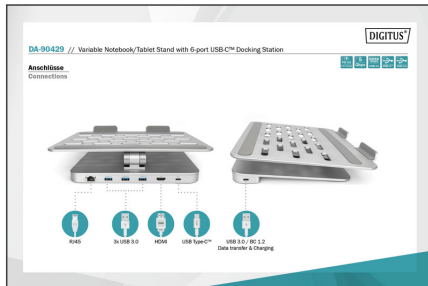 DIGITUS®
DA-90429 // Variable Notebook/Tablet Stand with 6-port USB-C™ Docking Station
Anschlüsse
Connections
RJ45
3x USB 3.0
HDMI
USB Type-C™
USB 3.0 / BC 1.2
Data transfer & Charging